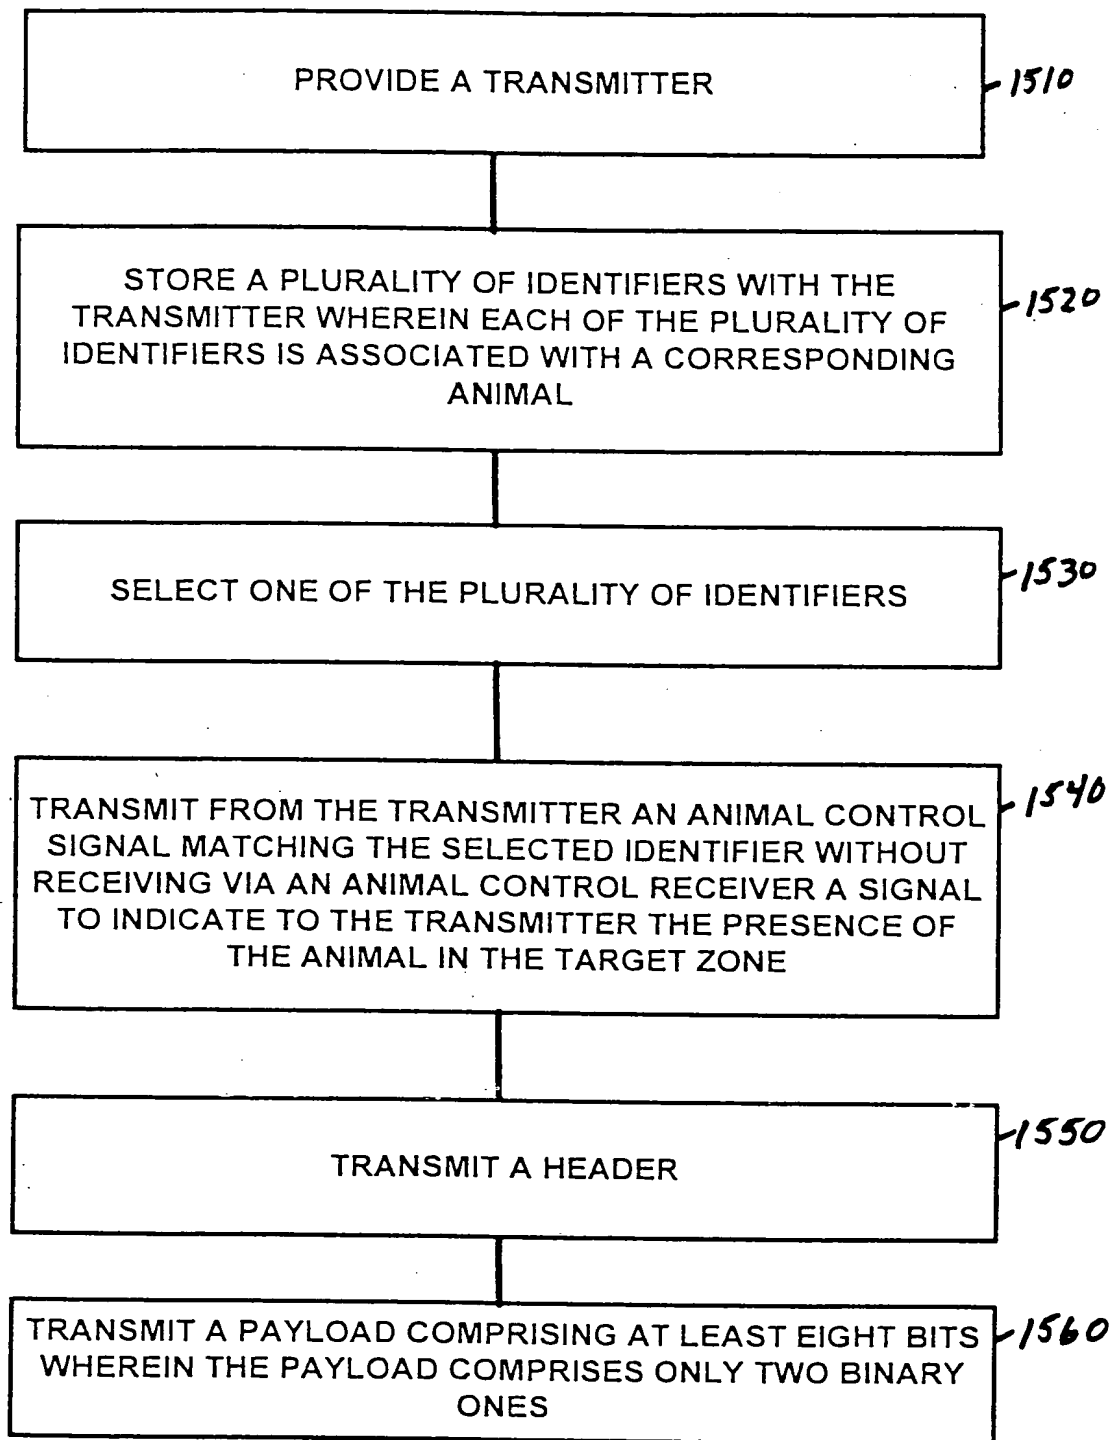 PROVIDE A TRANSMITTER
1510
STORE A PLURALITY OF IDENTIFIERS WITH THE
TRANSMITTER WHEREIN EACH OF THE PLURALITY OF
IDENTIFIERS IS ASSOCIATED WITH A CORRESPONDING
ANIMAL
1520
SELECT ONE OF THE PLURALITY OF IDENTIFIERS
1530
TRANSMIT FROM THE TRANSMITTER AN ANIMAL CONTROL
SIGNAL MATCHING THE SELECTED IDENTIFIER WITHOUT
RECEIVING VIA AN ANIMAL CONTROL RECEIVER A SIGNAL
TO INDICATE TO THE TRANSMITTER THE PRESENCE OF
THE ANIMAL IN THE TARGET ZONE
1540
TRANSMIT A HEADER
1550
TRANSMIT A PAYLOAD COMPRISING AT LEAST EIGHT BITS
WHEREIN THE PAYLOAD COMPRISES ONLY TWO BINARY
ONES
1560